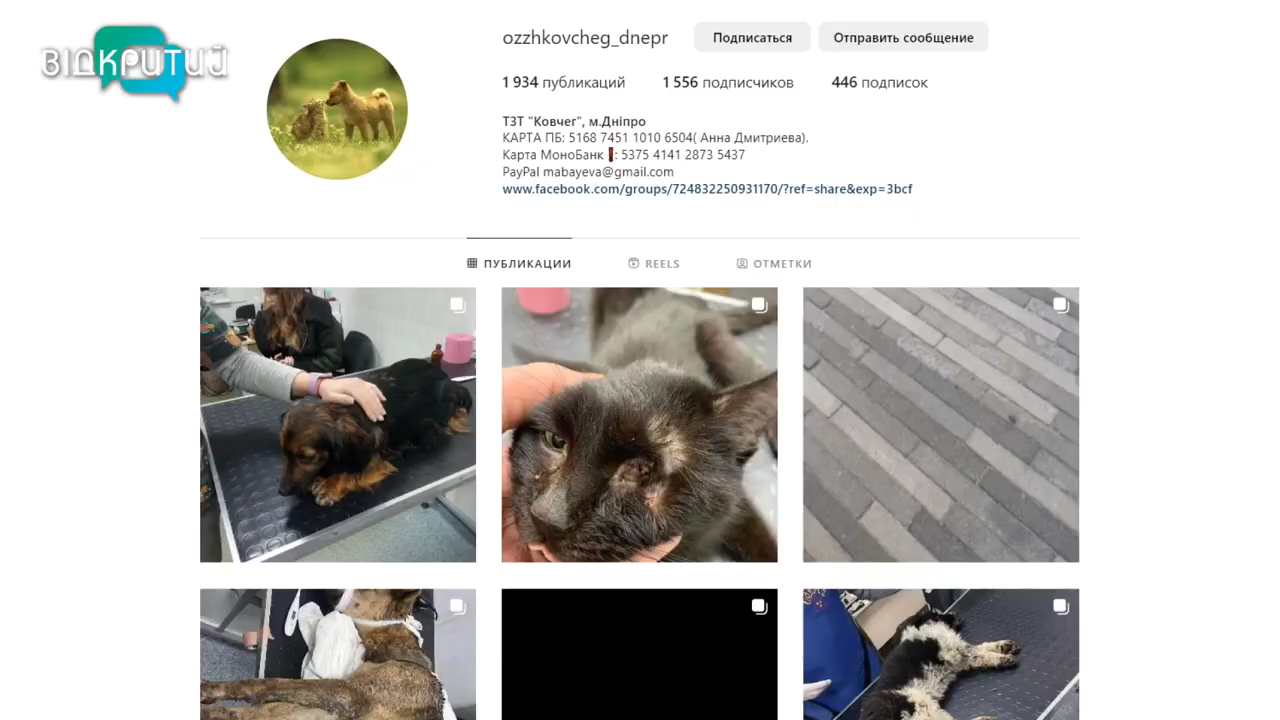 ВІДКРИТИЙ
ozzhkovcheg_dnepr
Подписаться
Отправить сообщение
1 934 публикаций
1 556 подписчиков
446 подписок
ТЗТ "Ковчег", м.Дніпро
КАРТА ПБ: 5168 7451 1010 6504( Анна Дмитриева).
Карта МоноБанк❗: 5375 4141 2873 5437
PayPal mabayeva@gmail.com
www.facebook.com/groups/724832250931170/?ref=share&exp=3bcf
ПУБЛИКАЦИИ
REELS
ОТМЕТКИ